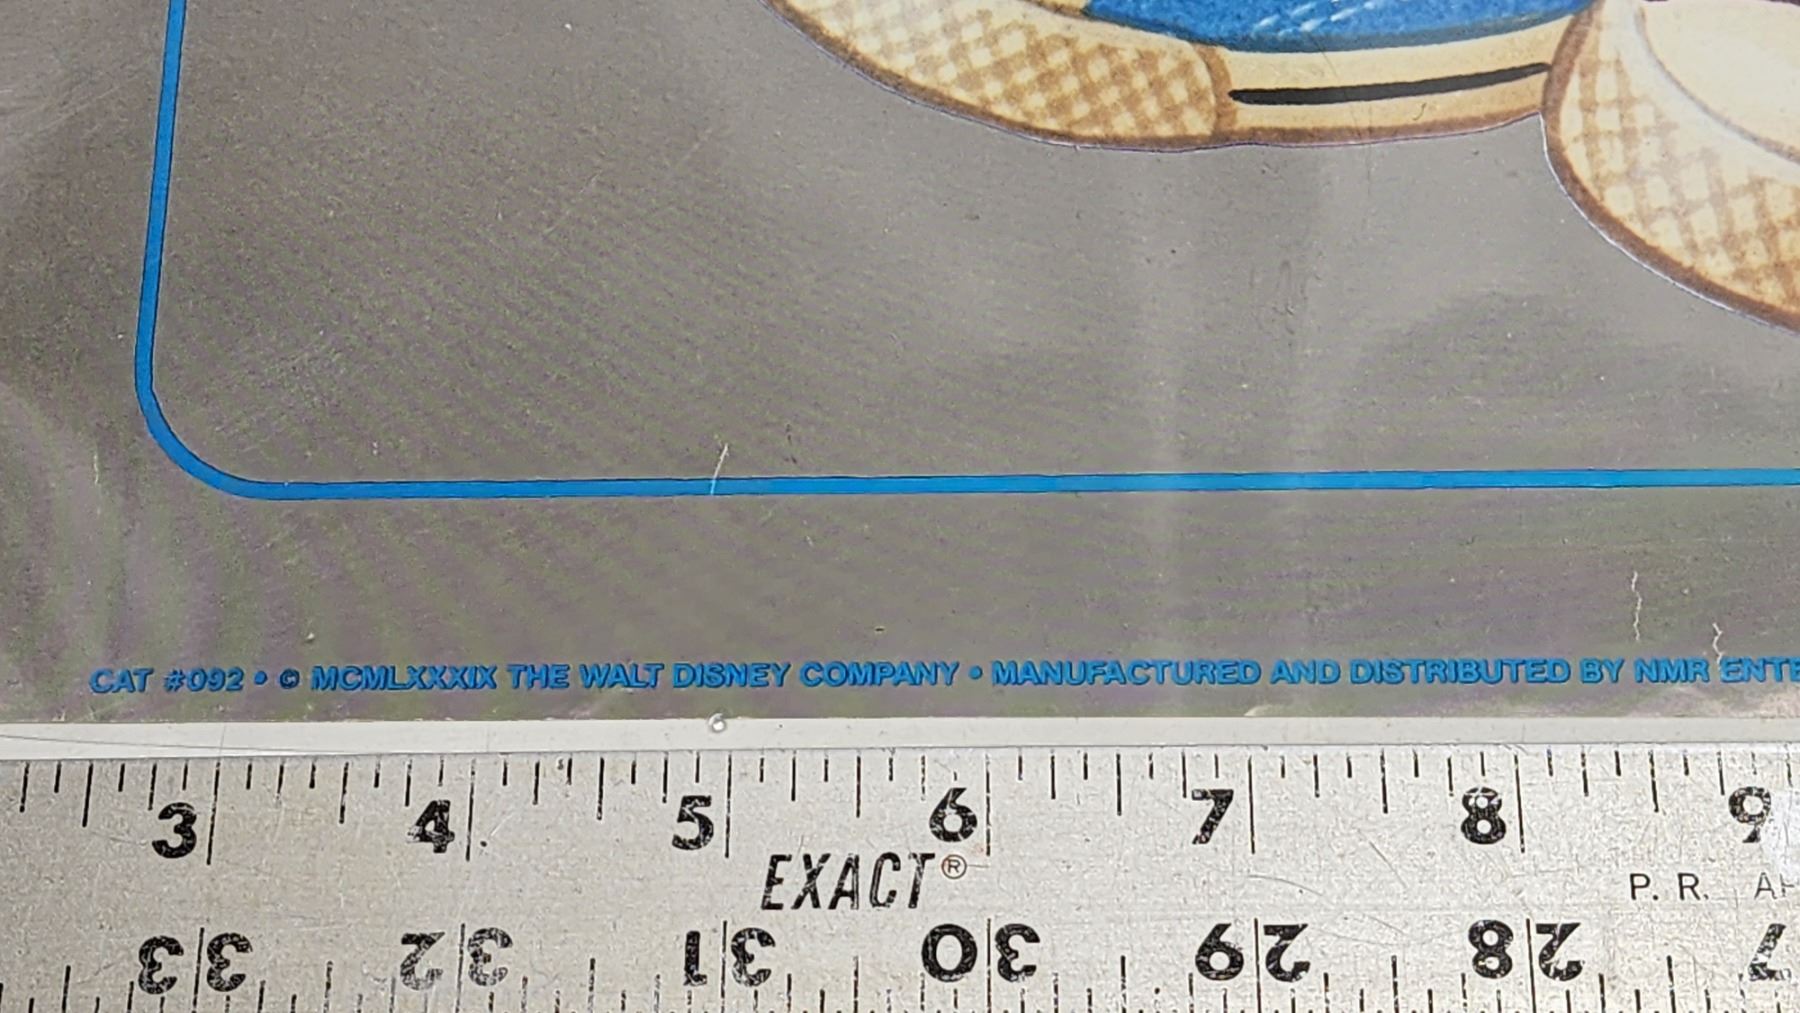 CAT #092 • © MCMLXXXIX THE WALT DISNEY COMPANY • MANUFACTURED AND DISTRIBUTED BY NMR
3 4 5 6 7 8 9
EXACT®
P. R.
33 32 31 30 29 28